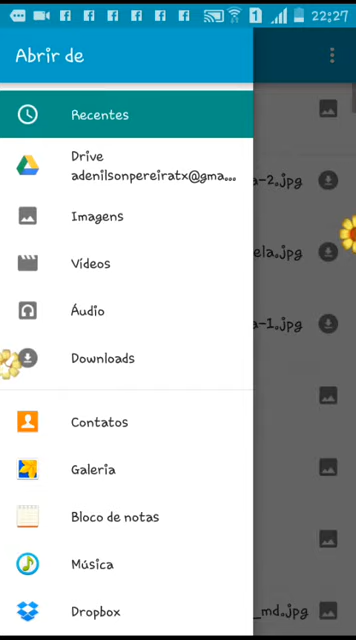 22:27
Abrir de
Recentes
Drive
adenilsonpereiratx@gma...
Imagens
a-2.jpg
Vídeos
ela.jpg
Áudio
a-1.jpg
Downloads
Contatos
Galeria
Bloco de notas
Música
Dropbox
_md.jpg